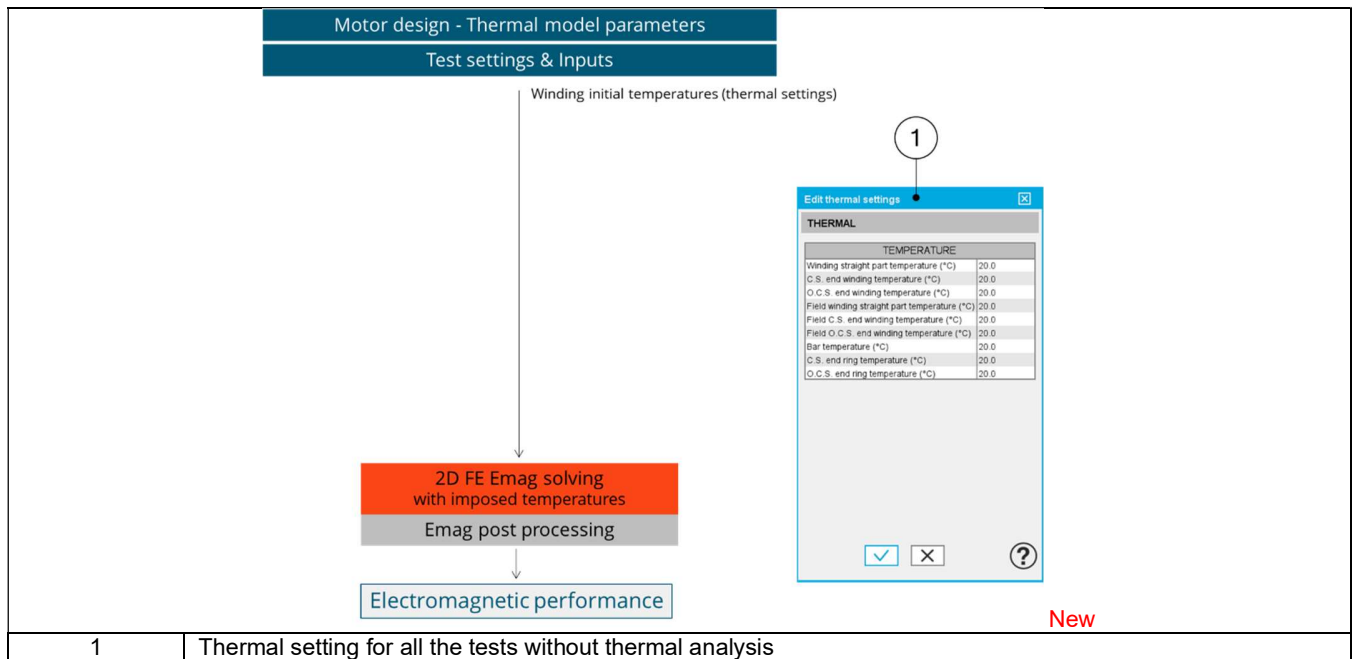 Motor design - Thermal model parameters
Test settings & Inputs
Winding initial temperatures (thermal settings)
1
Edit thermal settings
THERMAL
TEMPERATURE
Winding straight part temperature (°C) 20.0
C.S. end winding temperature (°C) 20.0
O.C.S. end winding temperature (°C) 20.0
Field winding straight part temperature (°C) 20.0
Field C.S. end winding temperature (°C) 20.0
Field O.C.S. end winding temperature (°C) 20.0
Bar temperature (°C) 20.0
C.S. end ring temperature (°C) 20.0
O.C.S. end ring temperature (°C) 20.0
2D FE Emag solving
with imposed temperatures
Emag post processing
?
Electromagnetic performance
New
1 Thermal setting for all the tests without thermal analysis